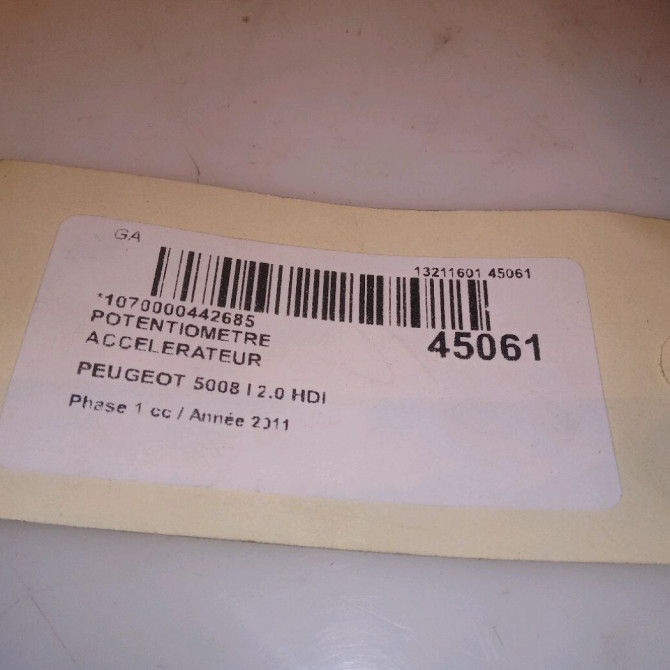 GA
13211601 45061
*1070000442685
POTENTIOMETRE
ACCELERATEUR
45061
PEUGEOT 5008 I 2.0 HDI
Phase 1 cc / Année 2011